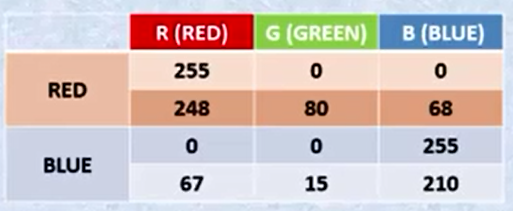 R (RED) G (GREEN) B (BLUE)
RED
255 0 0
248 80 68
BLUE
0 0 255
67 15 210